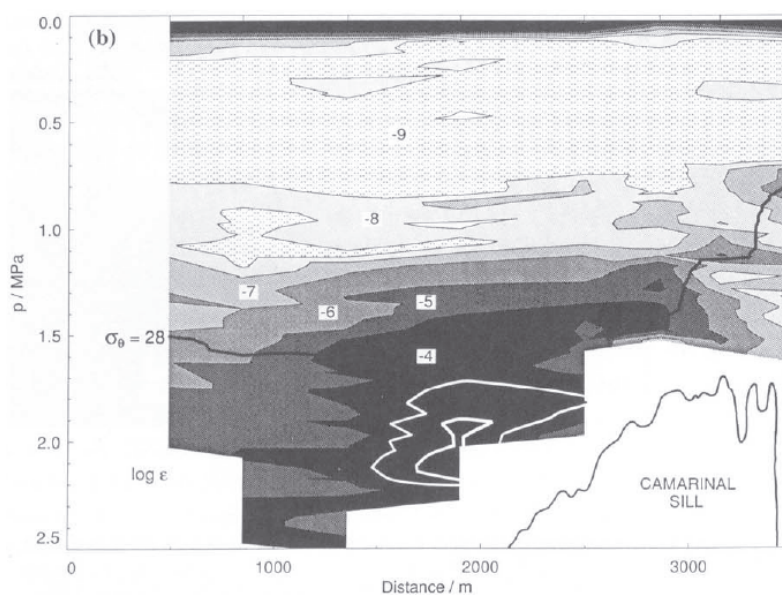 (b)
0.0
0.5
1.0
1.5
2.0
2.5
p / MPa
-9
-8
-7
-6
-5
-4
σθ = 28
log ε
CAMARINAL
SILL
0
1000
2000
3000
Distance / m